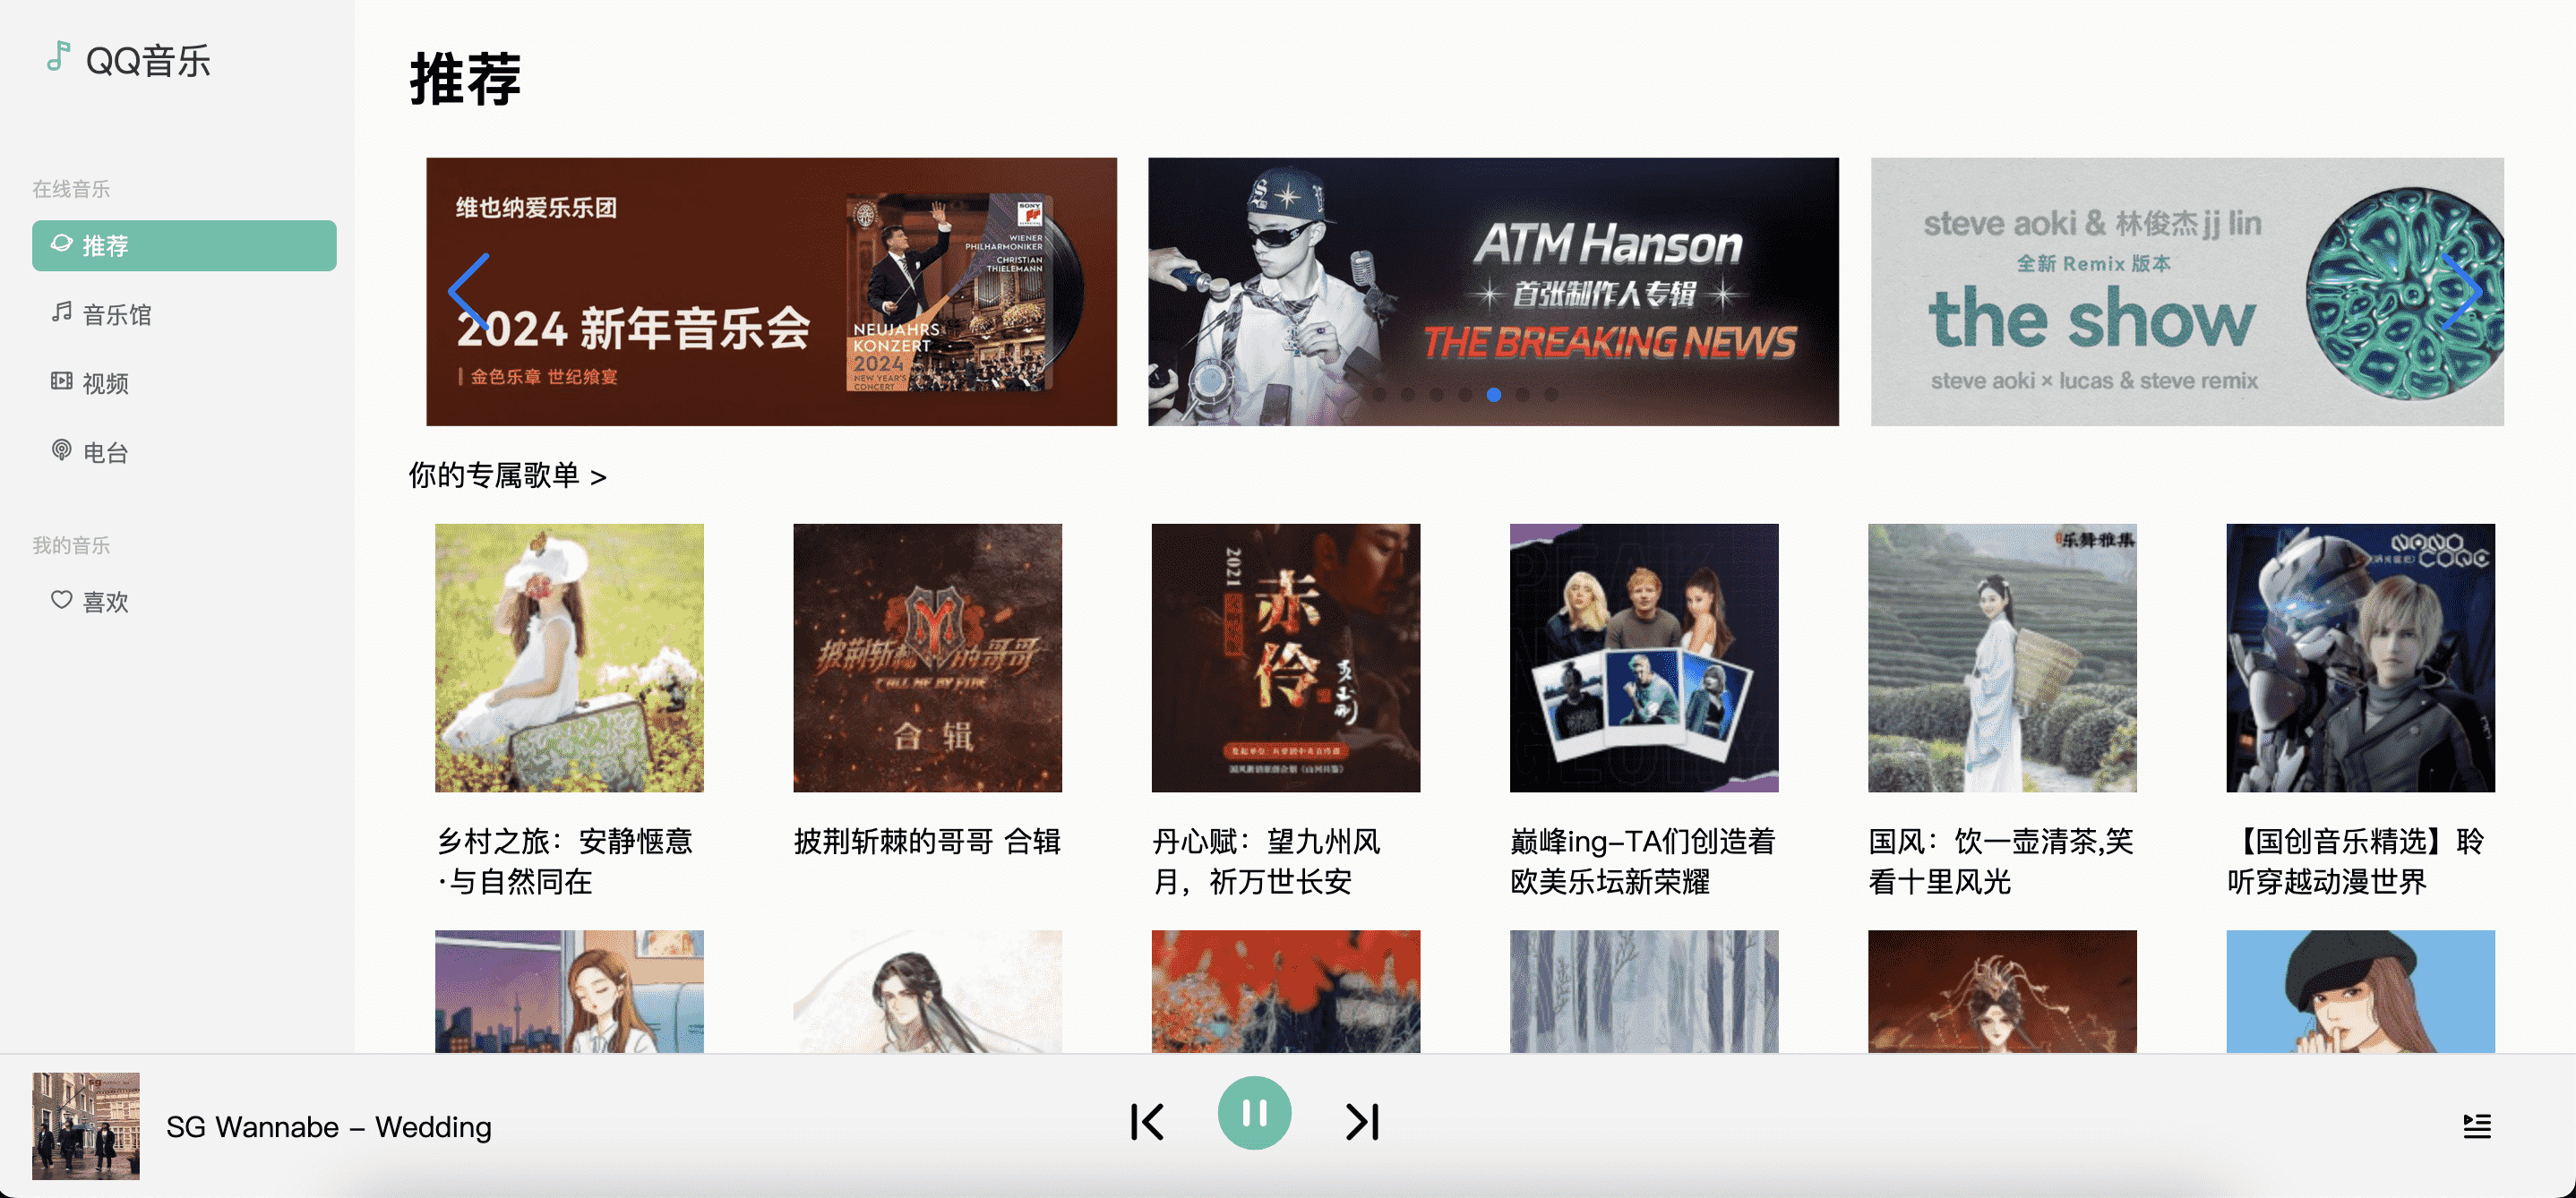 QQ音乐
在线音乐
推荐
音乐馆
视频
电台
我的音乐
喜欢
推荐
维也纳爱乐乐团
2024 新年音乐会
金色乐章 世纪飨宴
SONY
WIENER
PHILHARMONIKER
CHRISTIAN
THIELEMANN
NEUJAHRS
KONZERT
2024
NEW YEAR'S
CONCERT
ATM Hanson
首张制作人专辑
THE BREAKING NEWS
steve aoki & 林俊杰 jj lin
全新 Remix 版本
the show
steve aoki × lucas & steve remix
你的专属歌单 >
披荆斩棘的哥哥
CALL ME BY FIRE
合 辑
2021
赤伶
乐舞雅集
NANO
CORE
乡村之旅：安静惬意
·与自然同在
披荆斩棘的哥哥 合辑
丹心赋：望九州风
月，祈万世长安
巅峰ing-TA们创造着
欧美乐坛新荣耀
国风：饮一壶清茶,笑
看十里风光
【国创音乐精选】聆
听穿越动漫世界
SG Wannabe - Wedding